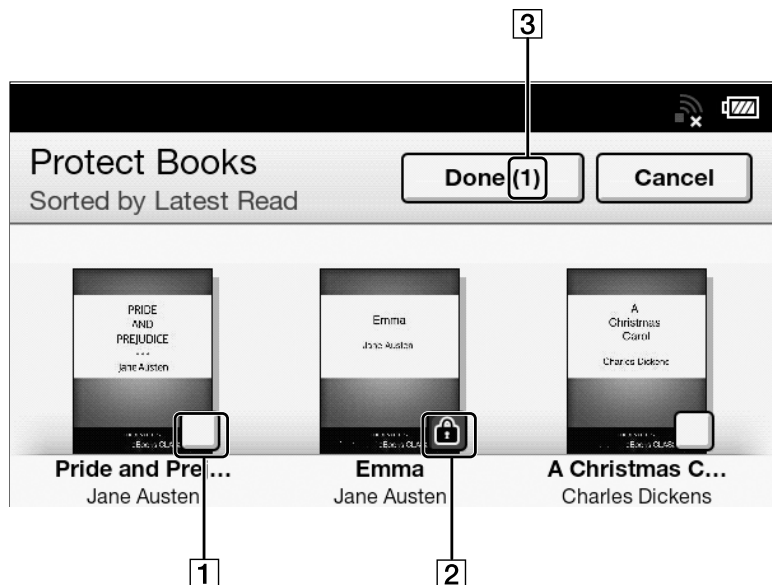 3
Protect Books
Sorted by Latest Read
Done (1)
Cancel
PRIDE
AND
PREJUDICE
Jane Austen
Emma
Jane Austen
A
Christmas
Carol
Charles Dickens
Pride and Prej…
Jane Austen
Emma
Jane Austen
A Christmas C…
Charles Dickens
1
2